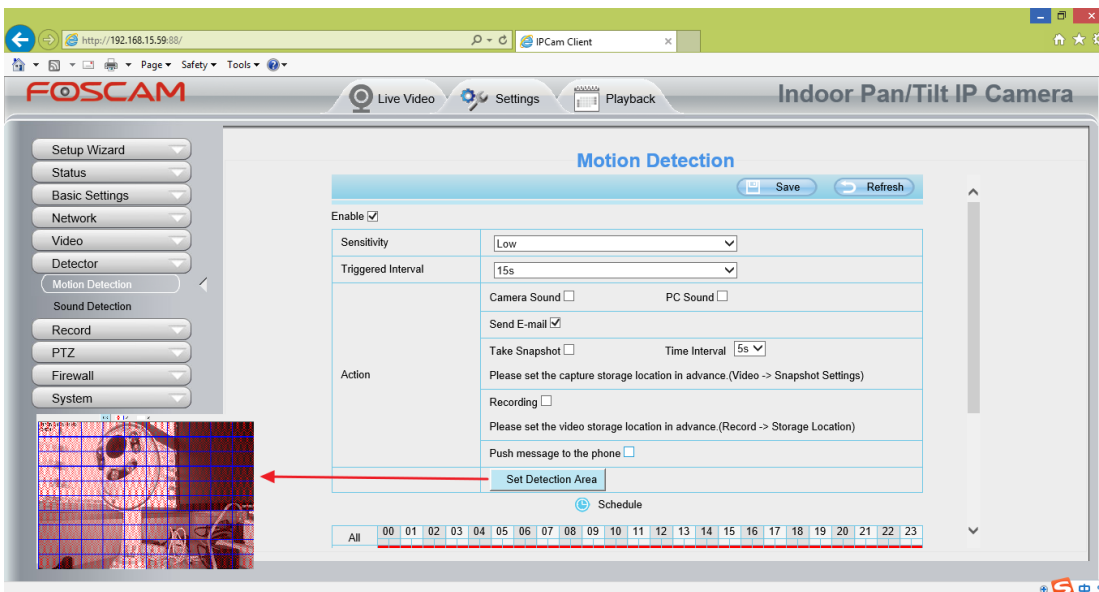 http://192.168.15.59:88/
IPCam Client
Page Safety Tools
FOSCAM
Live Video
Settings
Playback
Indoor Pan/Tilt IP Camera
Setup Wizard
Status
Basic Settings
Network
Video
Detector
Motion Detection
Sound Detection
Record
PTZ
Firewall
System
Motion Detection
Save Refresh
Enable
Sensitivity Low
Triggered Interval 15s
Action
Camera Sound PC Sound
Send E-mail
Take Snapshot Time Interval 5s
Please set the capture storage location in advance.(Video -> Snapshot Settings)
Recording
Please set the video storage location in advance.(Record -> Storage Location)
Push message to the phone
Set Detection Area
Schedule
All 00 01 02 03 04 05 06 07 08 09 10 11 12 13 14 15 16 17 18 19 20 21 22 23
中